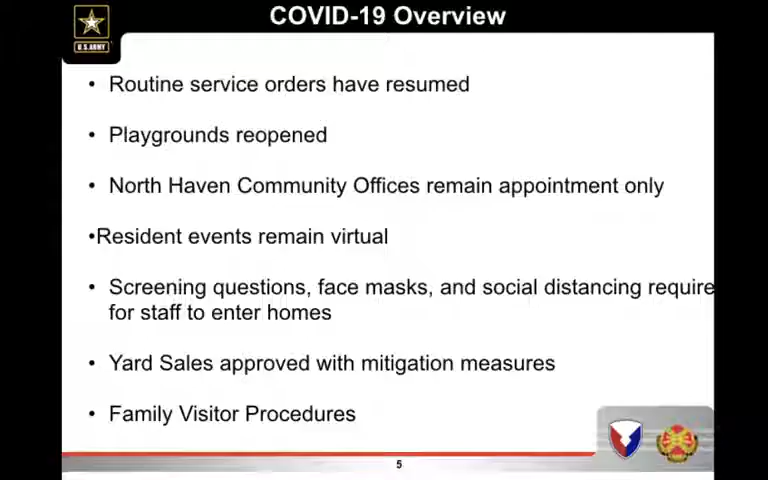 COVID-19 Overview
U.S. ARMY
• Routine service orders have resumed
• Playgrounds reopened
• North Haven Community Offices remain appointment only
•Resident events remain virtual
• Screening questions, face masks, and social distancing require
for staff to enter homes
• Yard Sales approved with mitigation measures
• Family Visitor Procedures
5